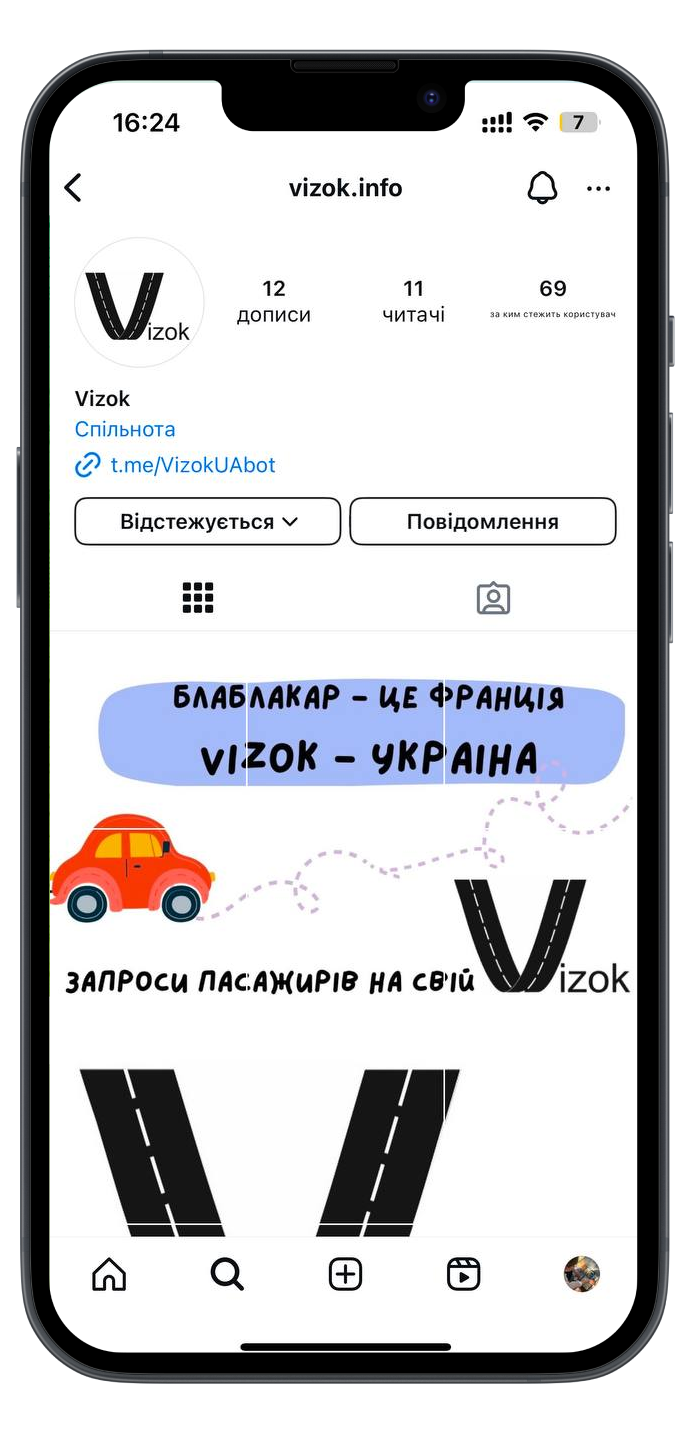 16:24
7
vizok.info
Vizok
12
11
69
дописи
читачі
за ким стежить користувач
Vizok
Спільнота
t.me/VizokUAbot
Відстежується
Повідомлення
БЛАБЛАКАР – ЦЕ ФРАНЦІЯ
VIZOK – УКРАІНА
ЗАПРОСИ ПАСАЖИРІВ НА СВІЙ Vizok
V